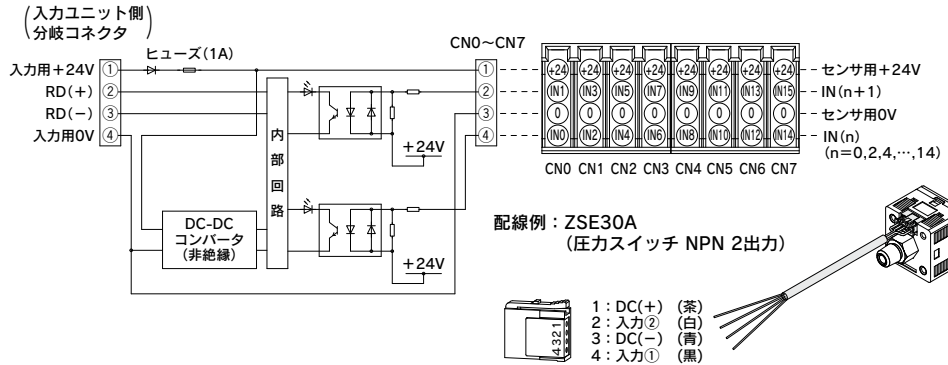 (入力ユニット側
分岐コネクタ)
ヒューズ(1A)
入力用+24V ①
RD(+) ②
RD(−) ③
入力用0V ④
内部回路
DC-DC
コンバータ
(非絶縁)
+24V
+24V
CN0~CN7
①
②
③
④
+24 +24 +24 +24 +24 +24 +24 +24
IN1 IN3 IN5 IN7 IN9 IN11 IN13 IN15
0 0 0 0 0 0 0 0
IN0 IN2 IN4 IN6 IN8 IN10 IN12 IN14
CN0 CN1 CN2 CN3 CN4 CN5 CN6 CN7
センサ用+24V
IN(n+1)
センサ用0V
IN(n)
(n=0,2,4,…,14)
配線例:ZSE30A
(圧力スイッチ NPN 2出力)
4321
1:DC(+) (茶)
2:入力② (白)
3:DC(−) (青)
4:入力① (黒)